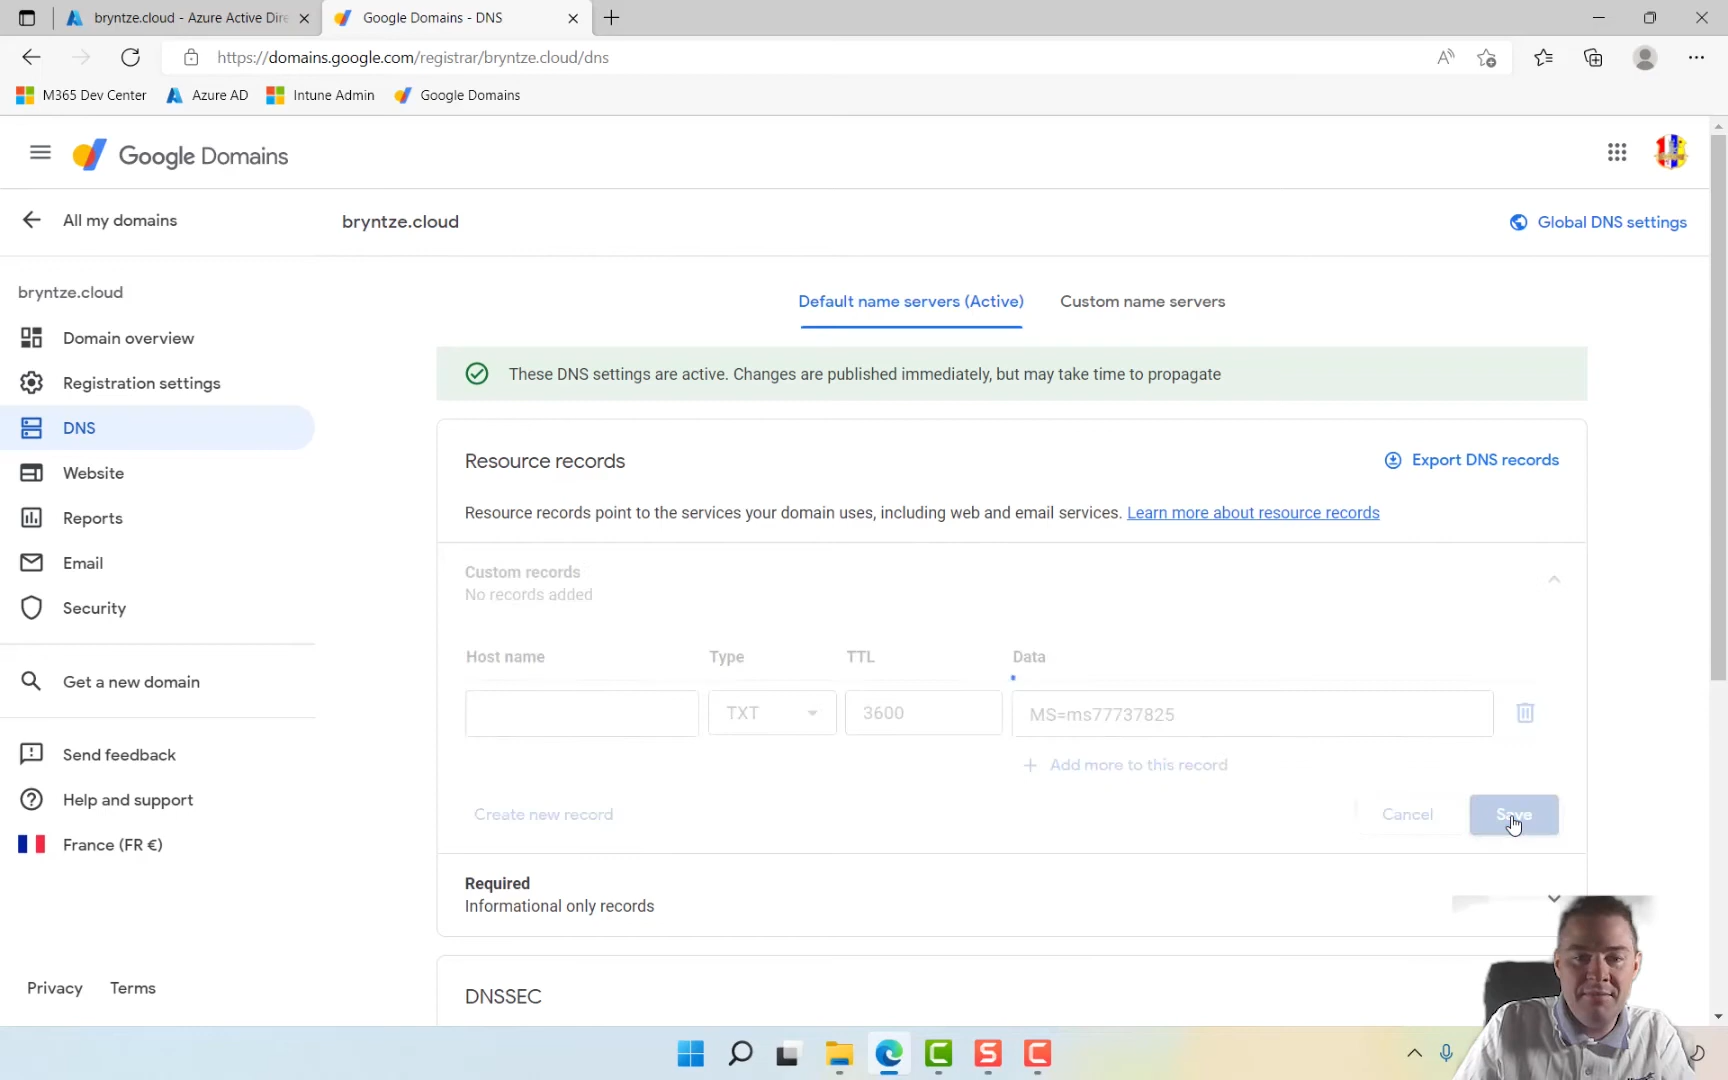 bryntze.cloud - Azure Active Dire
Google Domains - DNS
https://domains.google.com/registrar/bryntze.cloud/dns
M365 Dev Center
Azure AD
Intune Admin
Google Domains
Google Domains
All my domains
bryntze.cloud
Global DNS settings
bryntze.cloud
Domain overview
Registration settings
DNS
Website
Reports
Email
Security
Get a new domain
Send feedback
Help and support
France (FR €)
Privacy
Terms
Default name servers (Active)
Custom name servers
These DNS settings are active. Changes are published immediately, but may take time to propagate
Resource records
Export DNS records
Resource records point to the services your domain uses, including web and email services. Learn more about resource records
Custom records
No records added
Host name
Type
TTL
Data
TXT
3600
MS=ms77737825
Add more to this record
Create new record
Cancel
Save
Required
Informational only records
DNSSEC